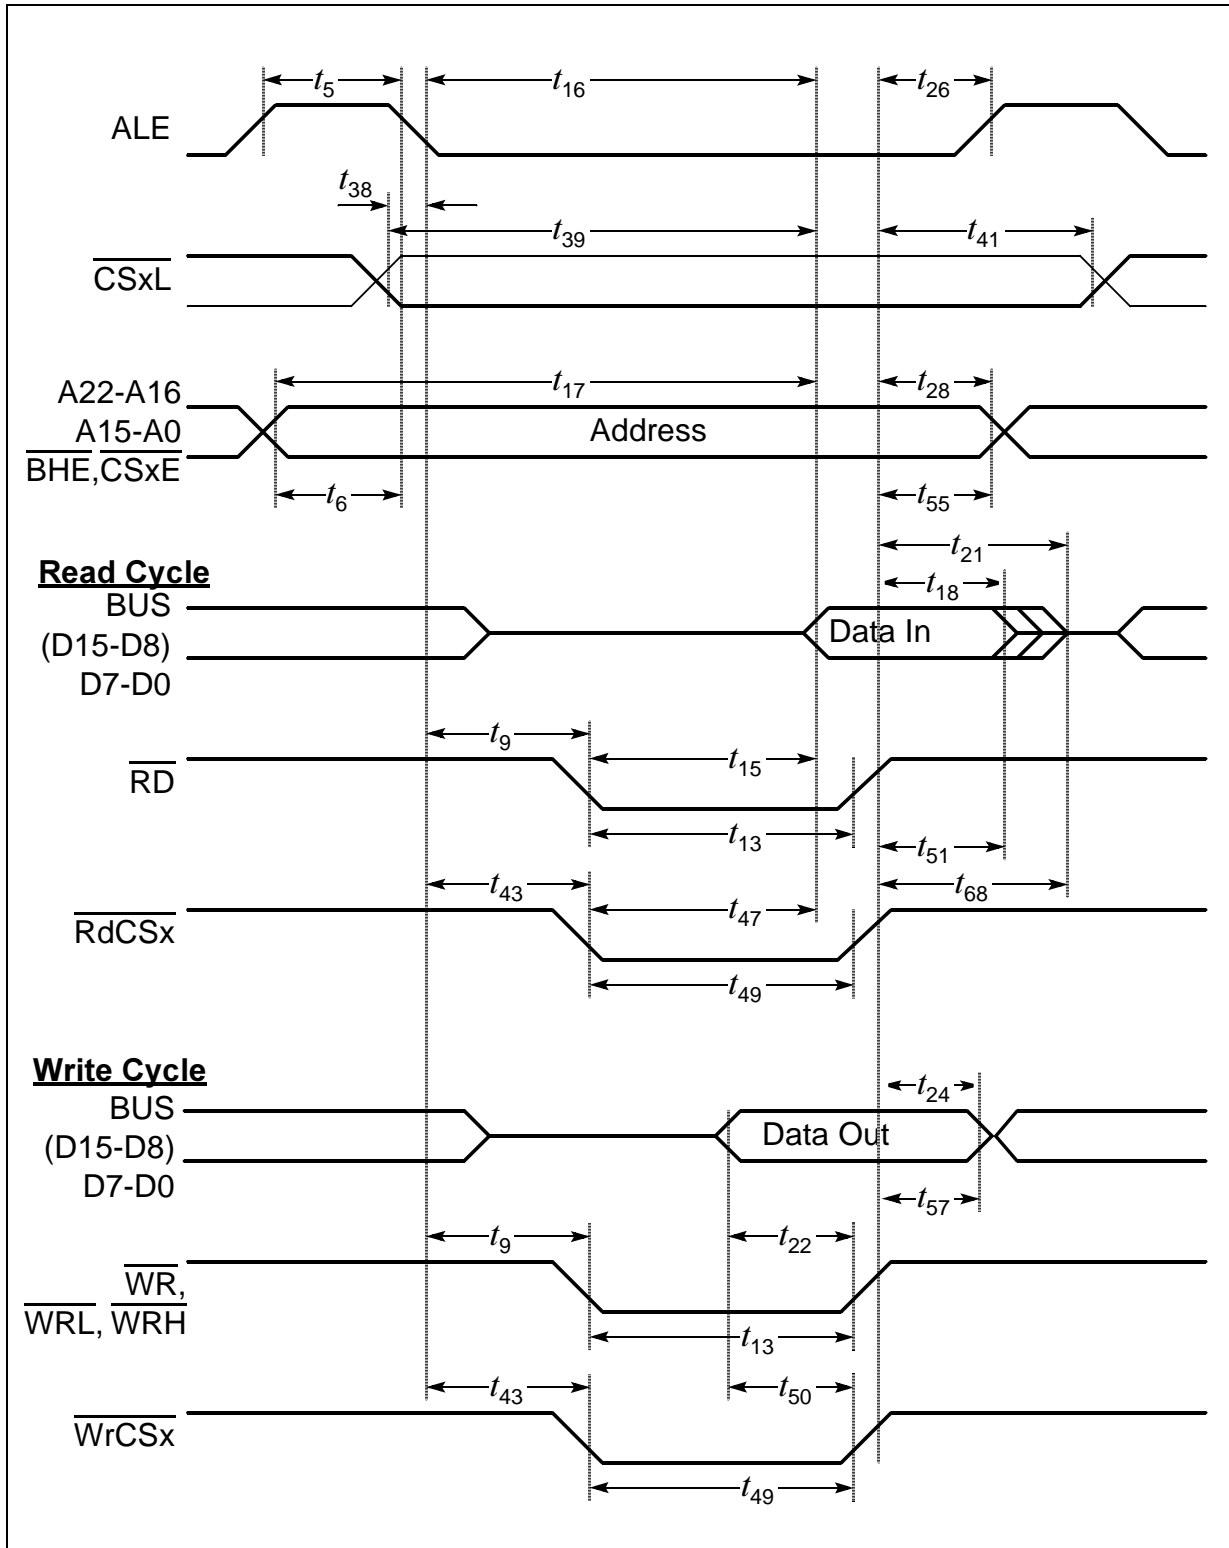 t5 t16 t26
ALE
t38
t39 t41
CSxL
t17 t28
A22-A16
A15-A0
BHE,CSxE
Address
t6 t55
t21
Read Cycle
t18
BUS
(D15-D8)
D7-D0
Data In
t9
t15
RD
t13
t51
t43 t68
t47
RdCSx
t49
Write Cycle
t24
BUS
(D15-D8)
D7-D0
Data Out
t57
t9 t22
WR,
WRL, WRH
t13
t43 t50
WrCSx
t49